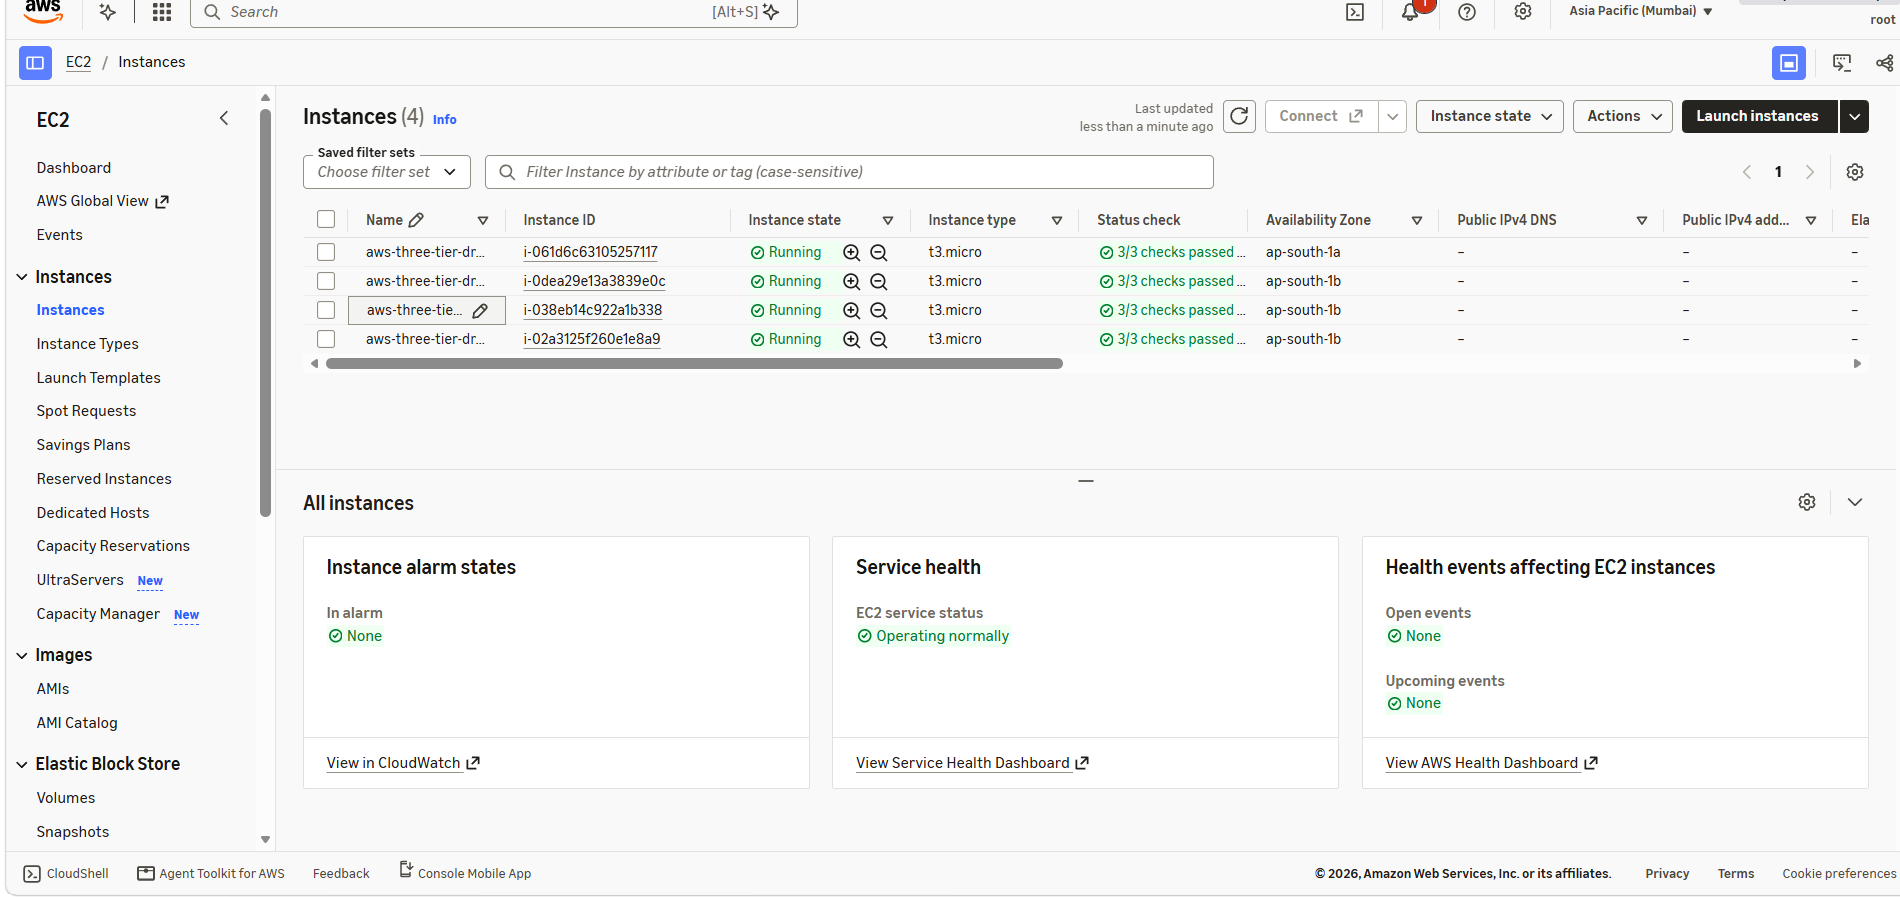 aws
Search [Alt+S]
Asia Pacific (Mumbai)
root
EC2 / Instances
EC2
Dashboard
AWS Global View
Events
Instances
Instances
Instance Types
Launch Templates
Spot Requests
Savings Plans
Reserved Instances
Dedicated Hosts
Capacity Reservations
UltraServers New
Capacity Manager New
Images
AMIs
AMI Catalog
Elastic Block Store
Volumes
Snapshots
Instances (4) Info
Last updated
less than a minute ago
Connect
Instance state
Actions
Launch instances
Saved filter sets
Choose filter set
Filter Instance by attribute or tag (case-sensitive)
1
Name Instance ID Instance state Instance type Status check Availability Zone Public IPv4 DNS Public IPv4 add... Ela
aws-three-tier-dr... i-061d6c63105257117 Running t3.micro 3/3 checks passed ... ap-south-1a – – –
aws-three-tier-dr... i-0dea29e13a3839e0c Running t3.micro 3/3 checks passed ... ap-south-1b – – –
aws-three-tie... i-038eb14c922a1b338 Running t3.micro 3/3 checks passed ... ap-south-1b – – –
aws-three-tier-dr... i-02a3125f260e1e8a9 Running t3.micro 3/3 checks passed ... ap-south-1b – – –
All instances
Instance alarm states
In alarm
None
View in CloudWatch
Service health
EC2 service status
Operating normally
View Service Health Dashboard
Health events affecting EC2 instances
Open events
None
Upcoming events
None
View AWS Health Dashboard
CloudShell Agent Toolkit for AWS Feedback Console Mobile App
© 2026, Amazon Web Services, Inc. or its affiliates. Privacy Terms Cookie preferences